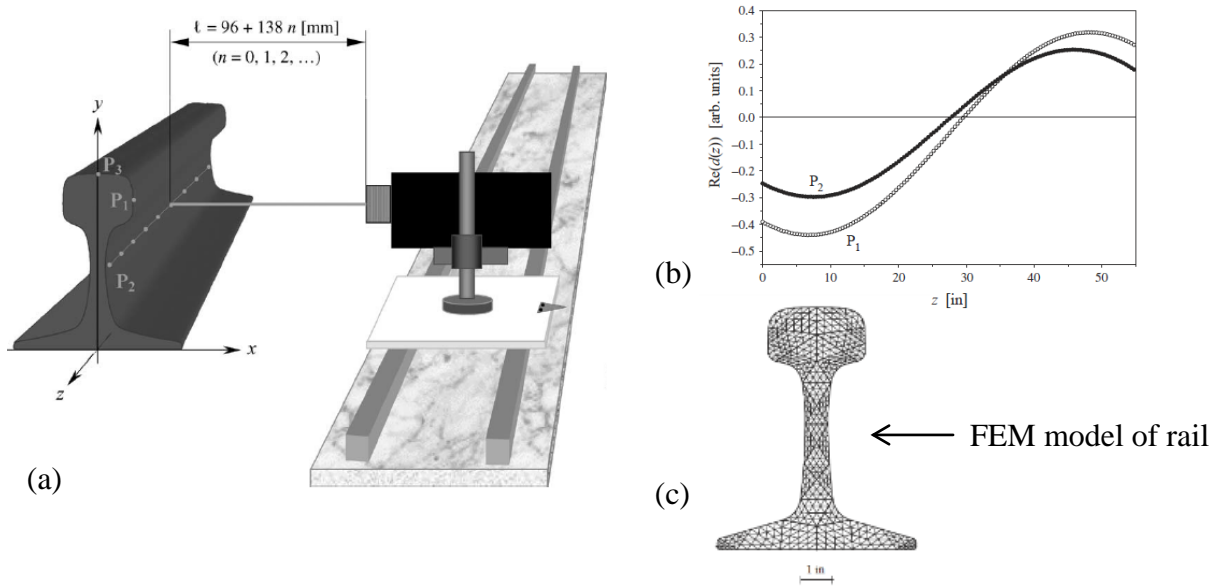 ℓ = 96 + 138 n [mm]
(n = 0, 1, 2, …)
y
P₃
P₁
P₂
x
z
(a)
0.4
0.3
0.2
0.1
0.0
–0.1
–0.2
–0.3
–0.4
–0.5
Re(d(z)) [arb. units]
P₂
P₁
0
10
20
30
40
50
z [in]
(b)
FEM model of rail
(c)
1 in